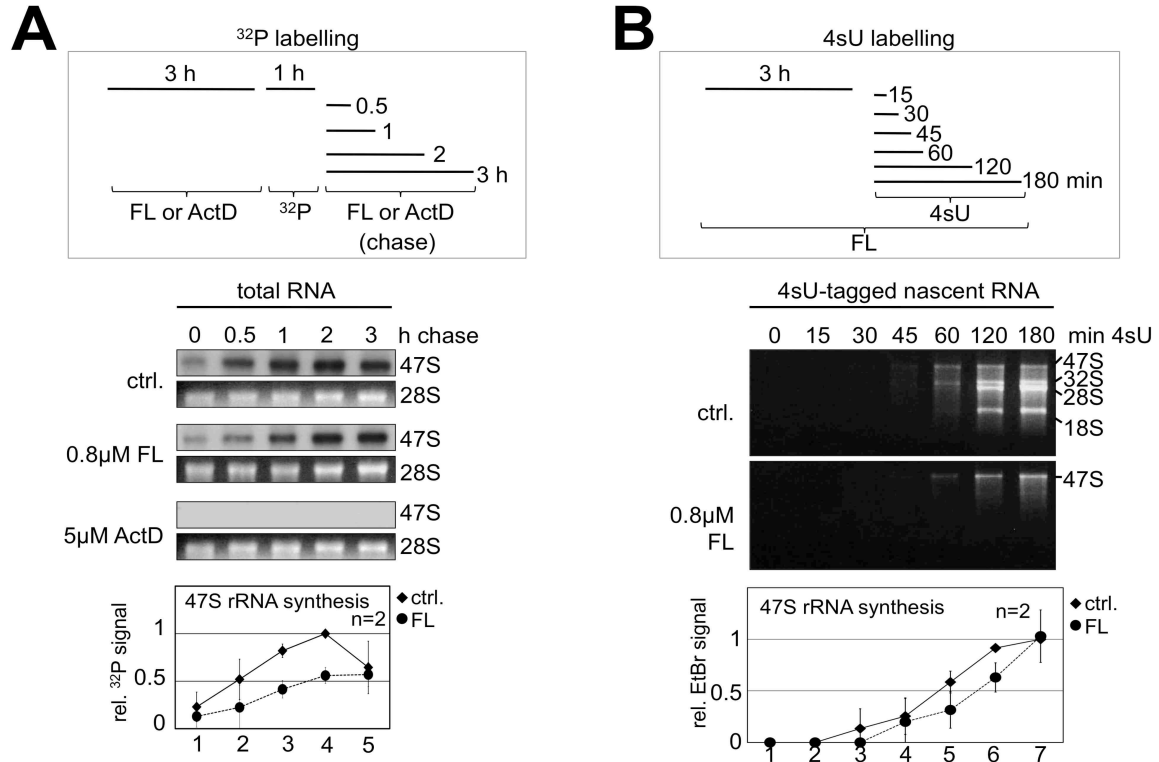 A
³²P labelling
3 h
1 h
0.5
1
2
3 h
FL or ActD
³²P
FL or ActD
(chase)
total RNA
0 0.5 1 2 3 h chase
ctrl.
47S
28S
0.8µM FL
47S
28S
5µM ActD
47S
28S
47S rRNA synthesis
n=2
ctrl.
FL
rel. ³²P signal
1
0.5
0
1 2 3 4 5
B
4sU labelling
3 h
15
30
45
60
120
180 min
4sU
FL
4sU-tagged nascent RNA
0 15 30 45 60 120 180 min 4sU
ctrl.
47S
32S
28S
18S
0.8µM
FL
47S
47S rRNA synthesis
n=2
ctrl.
FL
rel. EtBr signal
1
0.5
0
1 2 3 4 5 6 7